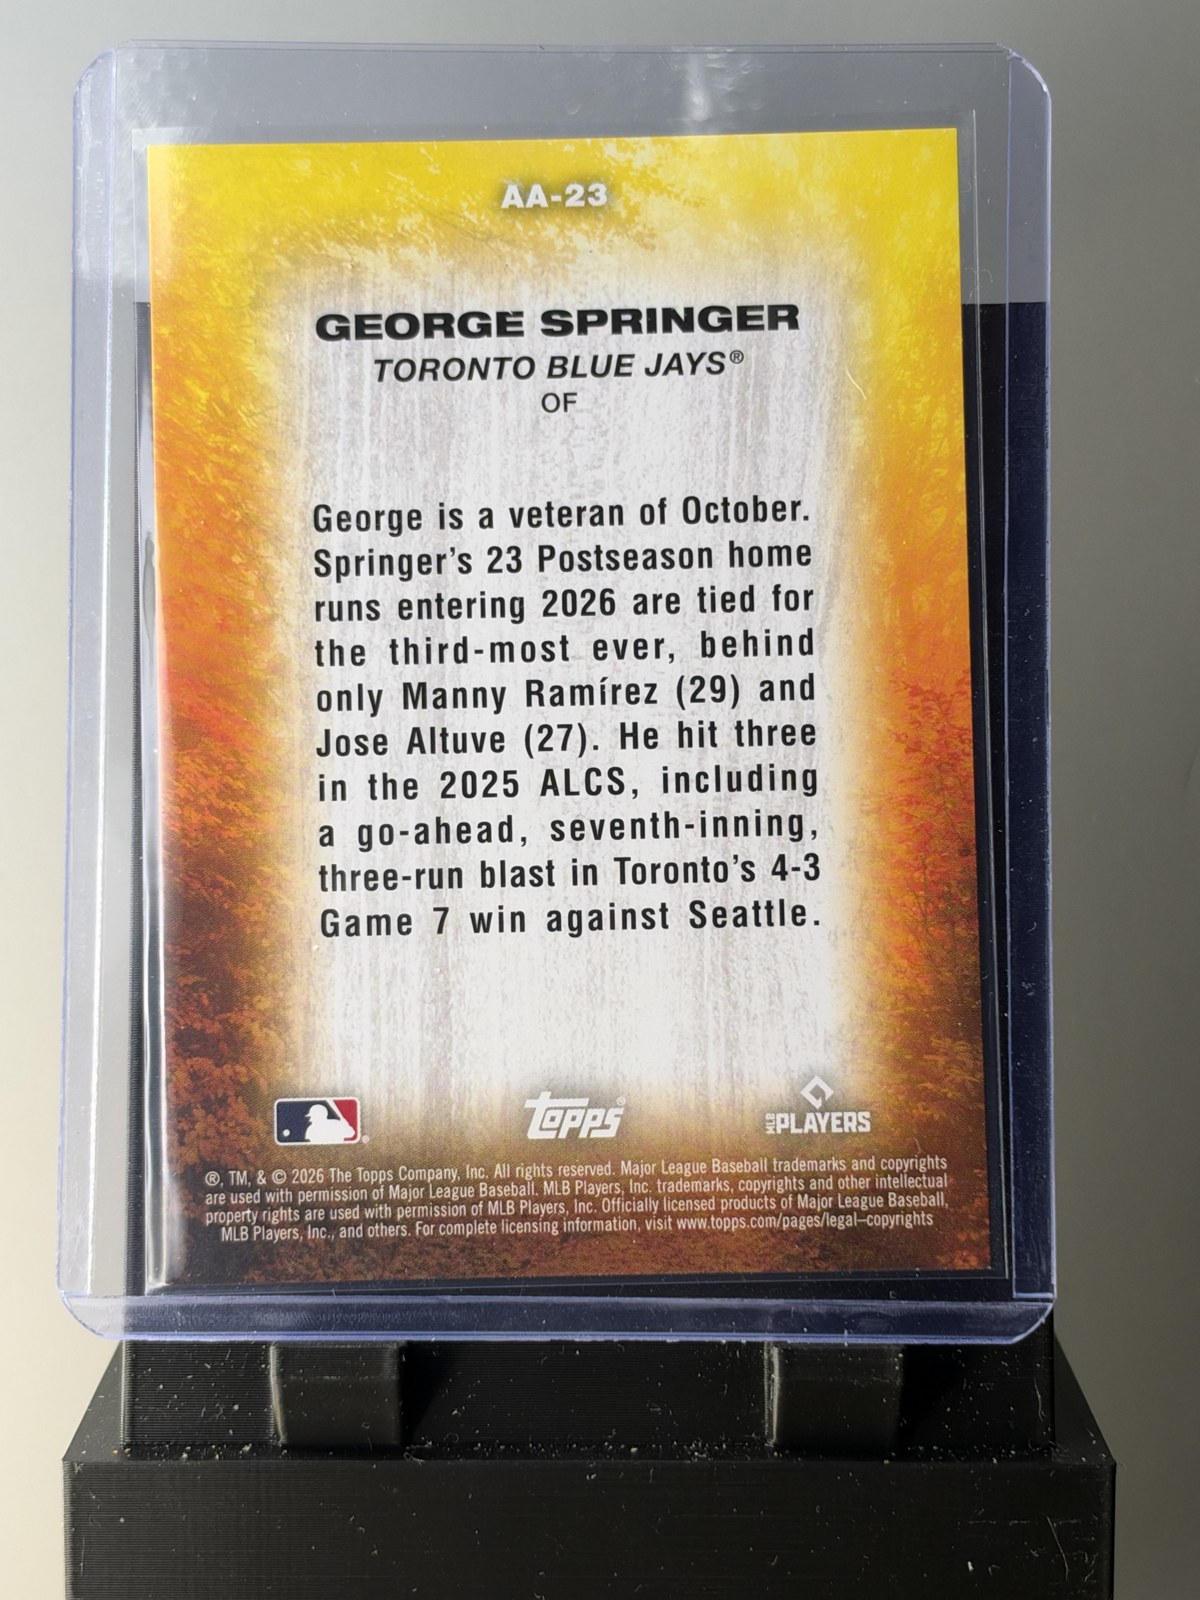 AA-23
GEORGE SPRINGER
TORONTO BLUE JAYS®
OF
George is a veteran of October.
Springer's 23 Postseason home
runs entering 2026 are tied for
the third-most ever, behind
only Manny Ramírez (29) and
Jose Altuve (27). He hit three
in the 2025 ALCS, including
a go-ahead, seventh-inning,
three-run blast in Toronto's 4-3
Game 7 win against Seattle.
®
Topps®
MLB PLAYERS
®, TM, & © 2026 The Topps Company, Inc. All rights reserved. Major League Baseball trademarks and copyrights
are used with permission of Major League Baseball. MLB Players, Inc. trademarks, copyrights and other intellectual
property rights are used with permission of MLB Players, Inc. Officially licensed products of Major League Baseball,
MLB Players, Inc., and others. For complete licensing information, visit www.topps.com/pages/legal–copyrights